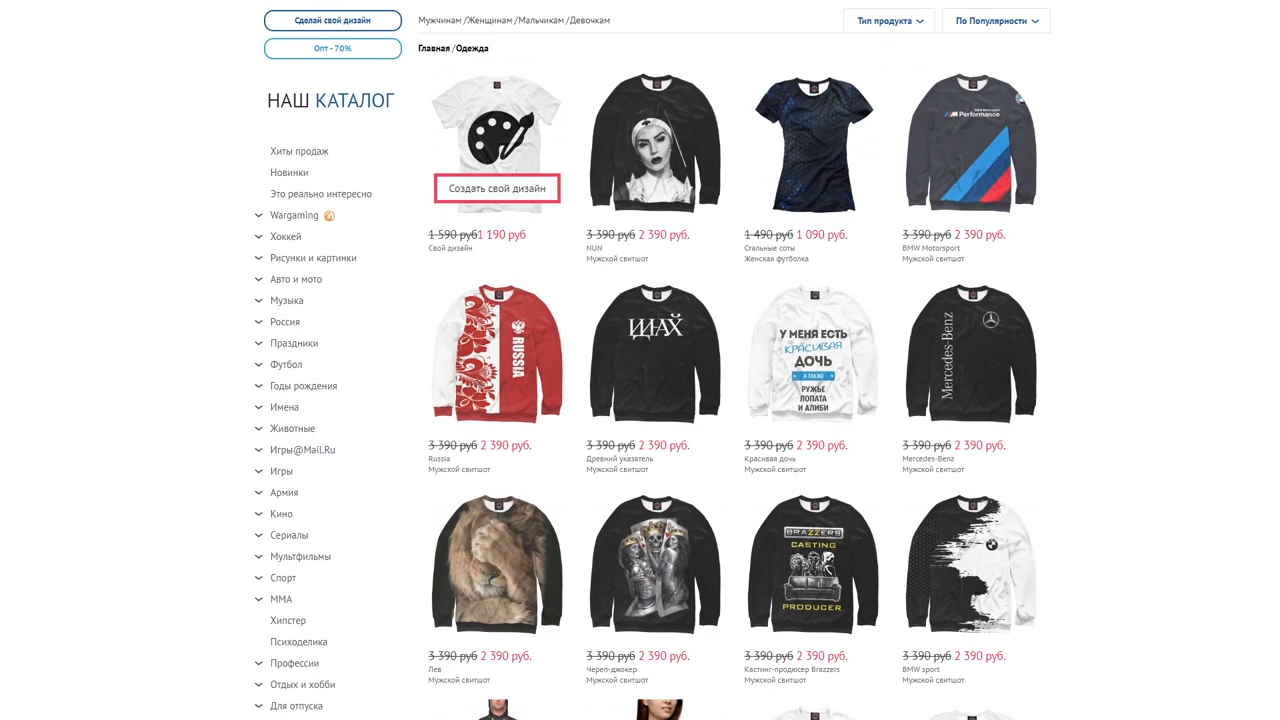 Сделай свой дизайн
Опт - 70%
Мужчинам /Женщинам /Мальчикам /Девочкам
Тип продукта
По Популярности
Главная /Одежда
НАШ КАТАЛОГ
Хиты продаж
Новинки
Это реально интересно
Wargaming
Хоккей
Рисунки и картинки
Авто и мото
Музыка
Россия
Праздники
Футбол
Годы рождения
Имена
Животные
Игры@Mail.Ru
Игры
Армия
Кино
Сериалы
Мультфильмы
Спорт
MMA
Хипстер
Психоделика
Профессии
Отдых и хобби
Для отпуска
Создать свой дизайн
1 590 руб1 190 руб
Свой дизайн
3 390 руб 2 390 руб.
NUN
Мужской свитшот
1 490 руб 1 090 руб.
Стальные соты
Женская футболка
BMW Motorsport
M Performance
3 390 руб 2 390 руб.
BMW Motorsport
Мужской свитшот
RUSSIA
3 390 руб 2 390 руб.
Russia
Мужской свитшот
3 390 руб 2 390 руб.
Древний указатель
Мужской свитшот
У МЕНЯ ЕСТЬ
КРАСИВАЯ
ДОЧЬ
А ТАКЖЕ
РУЖЬЕ
ЛОПАТА
И АЛИБИ
3 390 руб 2 390 руб.
Красивая дочь
Мужской свитшот
Mercedes-Benz
3 390 руб 2 390 руб.
Mercedes-Benz
Мужской свитшот
3 390 руб 2 390 руб.
Лев
Мужской свитшот
3 390 руб 2 390 руб.
Череп-джокер
Мужской свитшот
BRAZZERS
CASTING
PRODUCER
3 390 руб 2 390 руб.
Кастинг-продюсер Brazzers
Мужской свитшот
3 390 руб 2 390 руб.
BMW sport
Мужской свитшот